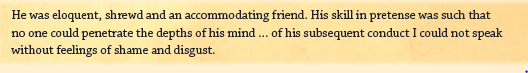 He was eloquent, shrewd and an accommodating friend. His skill in pretense was such that
no one could penetrate the depths of his mind ... of his subsequent conduct I could not speak
without feelings of shame and disgust.